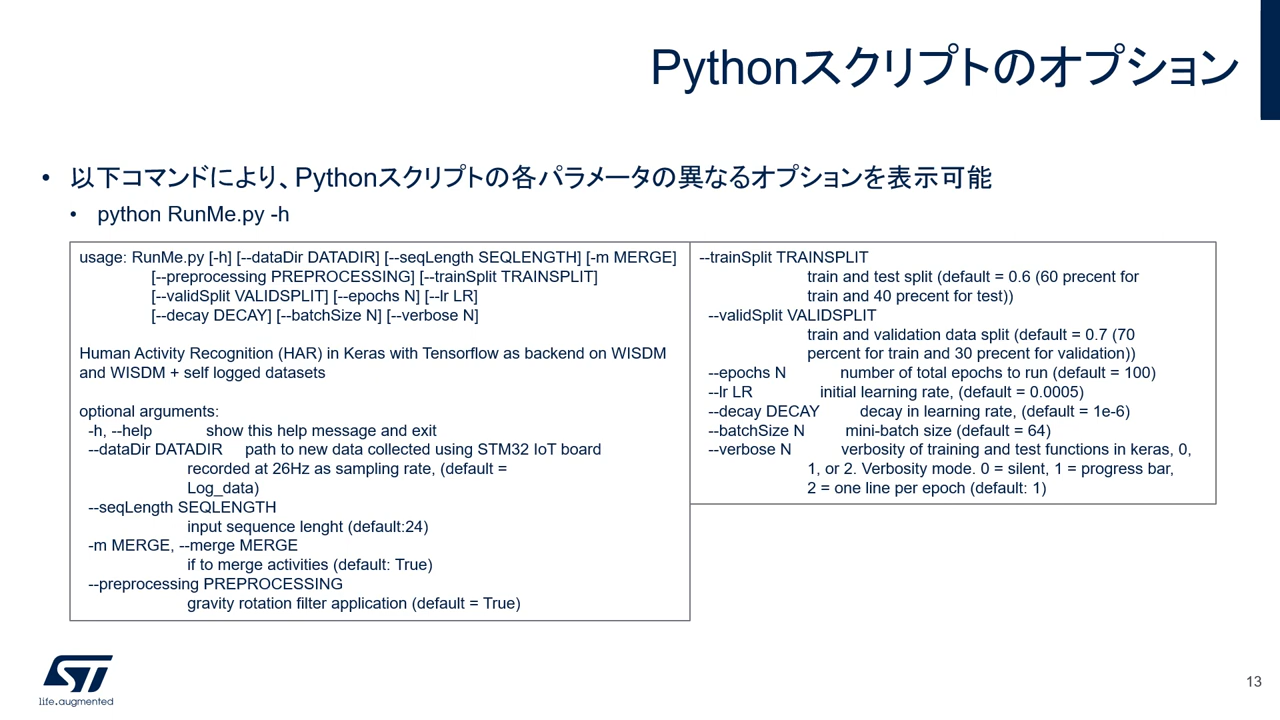 Pythonスクリプトのオプション
• 以下コマンドにより、Pythonスクリプトの各パラメータの異なるオプションを表示可能
• python RunMe.py -h
usage: RunMe.py [-h] [--dataDir DATADIR] [--seqLength SEQLENGTH] [-m MERGE]
[--preprocessing PREPROCESSING] [--trainSplit TRAINSPLIT]
[--validSplit VALIDSPLIT] [--epochs N] [--lr LR]
[--decay DECAY] [--batchSize N] [--verbose N]
Human Activity Recognition (HAR) in Keras with Tensorflow as backend on WISDM
and WISDM + self logged datasets
optional arguments:
-h, --help show this help message and exit
--dataDir DATADIR path to new data collected using STM32 IoT board
recorded at 26Hz as sampling rate, (default =
Log_data)
--seqLength SEQLENGTH
input sequence lenght (default:24)
-m MERGE, --merge MERGE
if to merge activities (default: True)
--preprocessing PREPROCESSING
gravity rotation filter application (default = True)
--trainSplit TRAINSPLIT
train and test split (default = 0.6 (60 precent for
train and 40 precent for test))
--validSplit VALIDSPLIT
train and validation data split (default = 0.7 (70
percent for train and 30 precent for validation))
--epochs N number of total epochs to run (default = 100)
--lr LR initial learning rate, (default = 0.0005)
--decay DECAY decay in learning rate, (default = 1e-6)
--batchSize N mini-batch size (default = 64)
--verbose N verbosity of training and test functions in keras, 0,
1, or 2. Verbosity mode. 0 = silent, 1 = progress bar,
2 = one line per epoch (default: 1)
ST
life.augmented
13